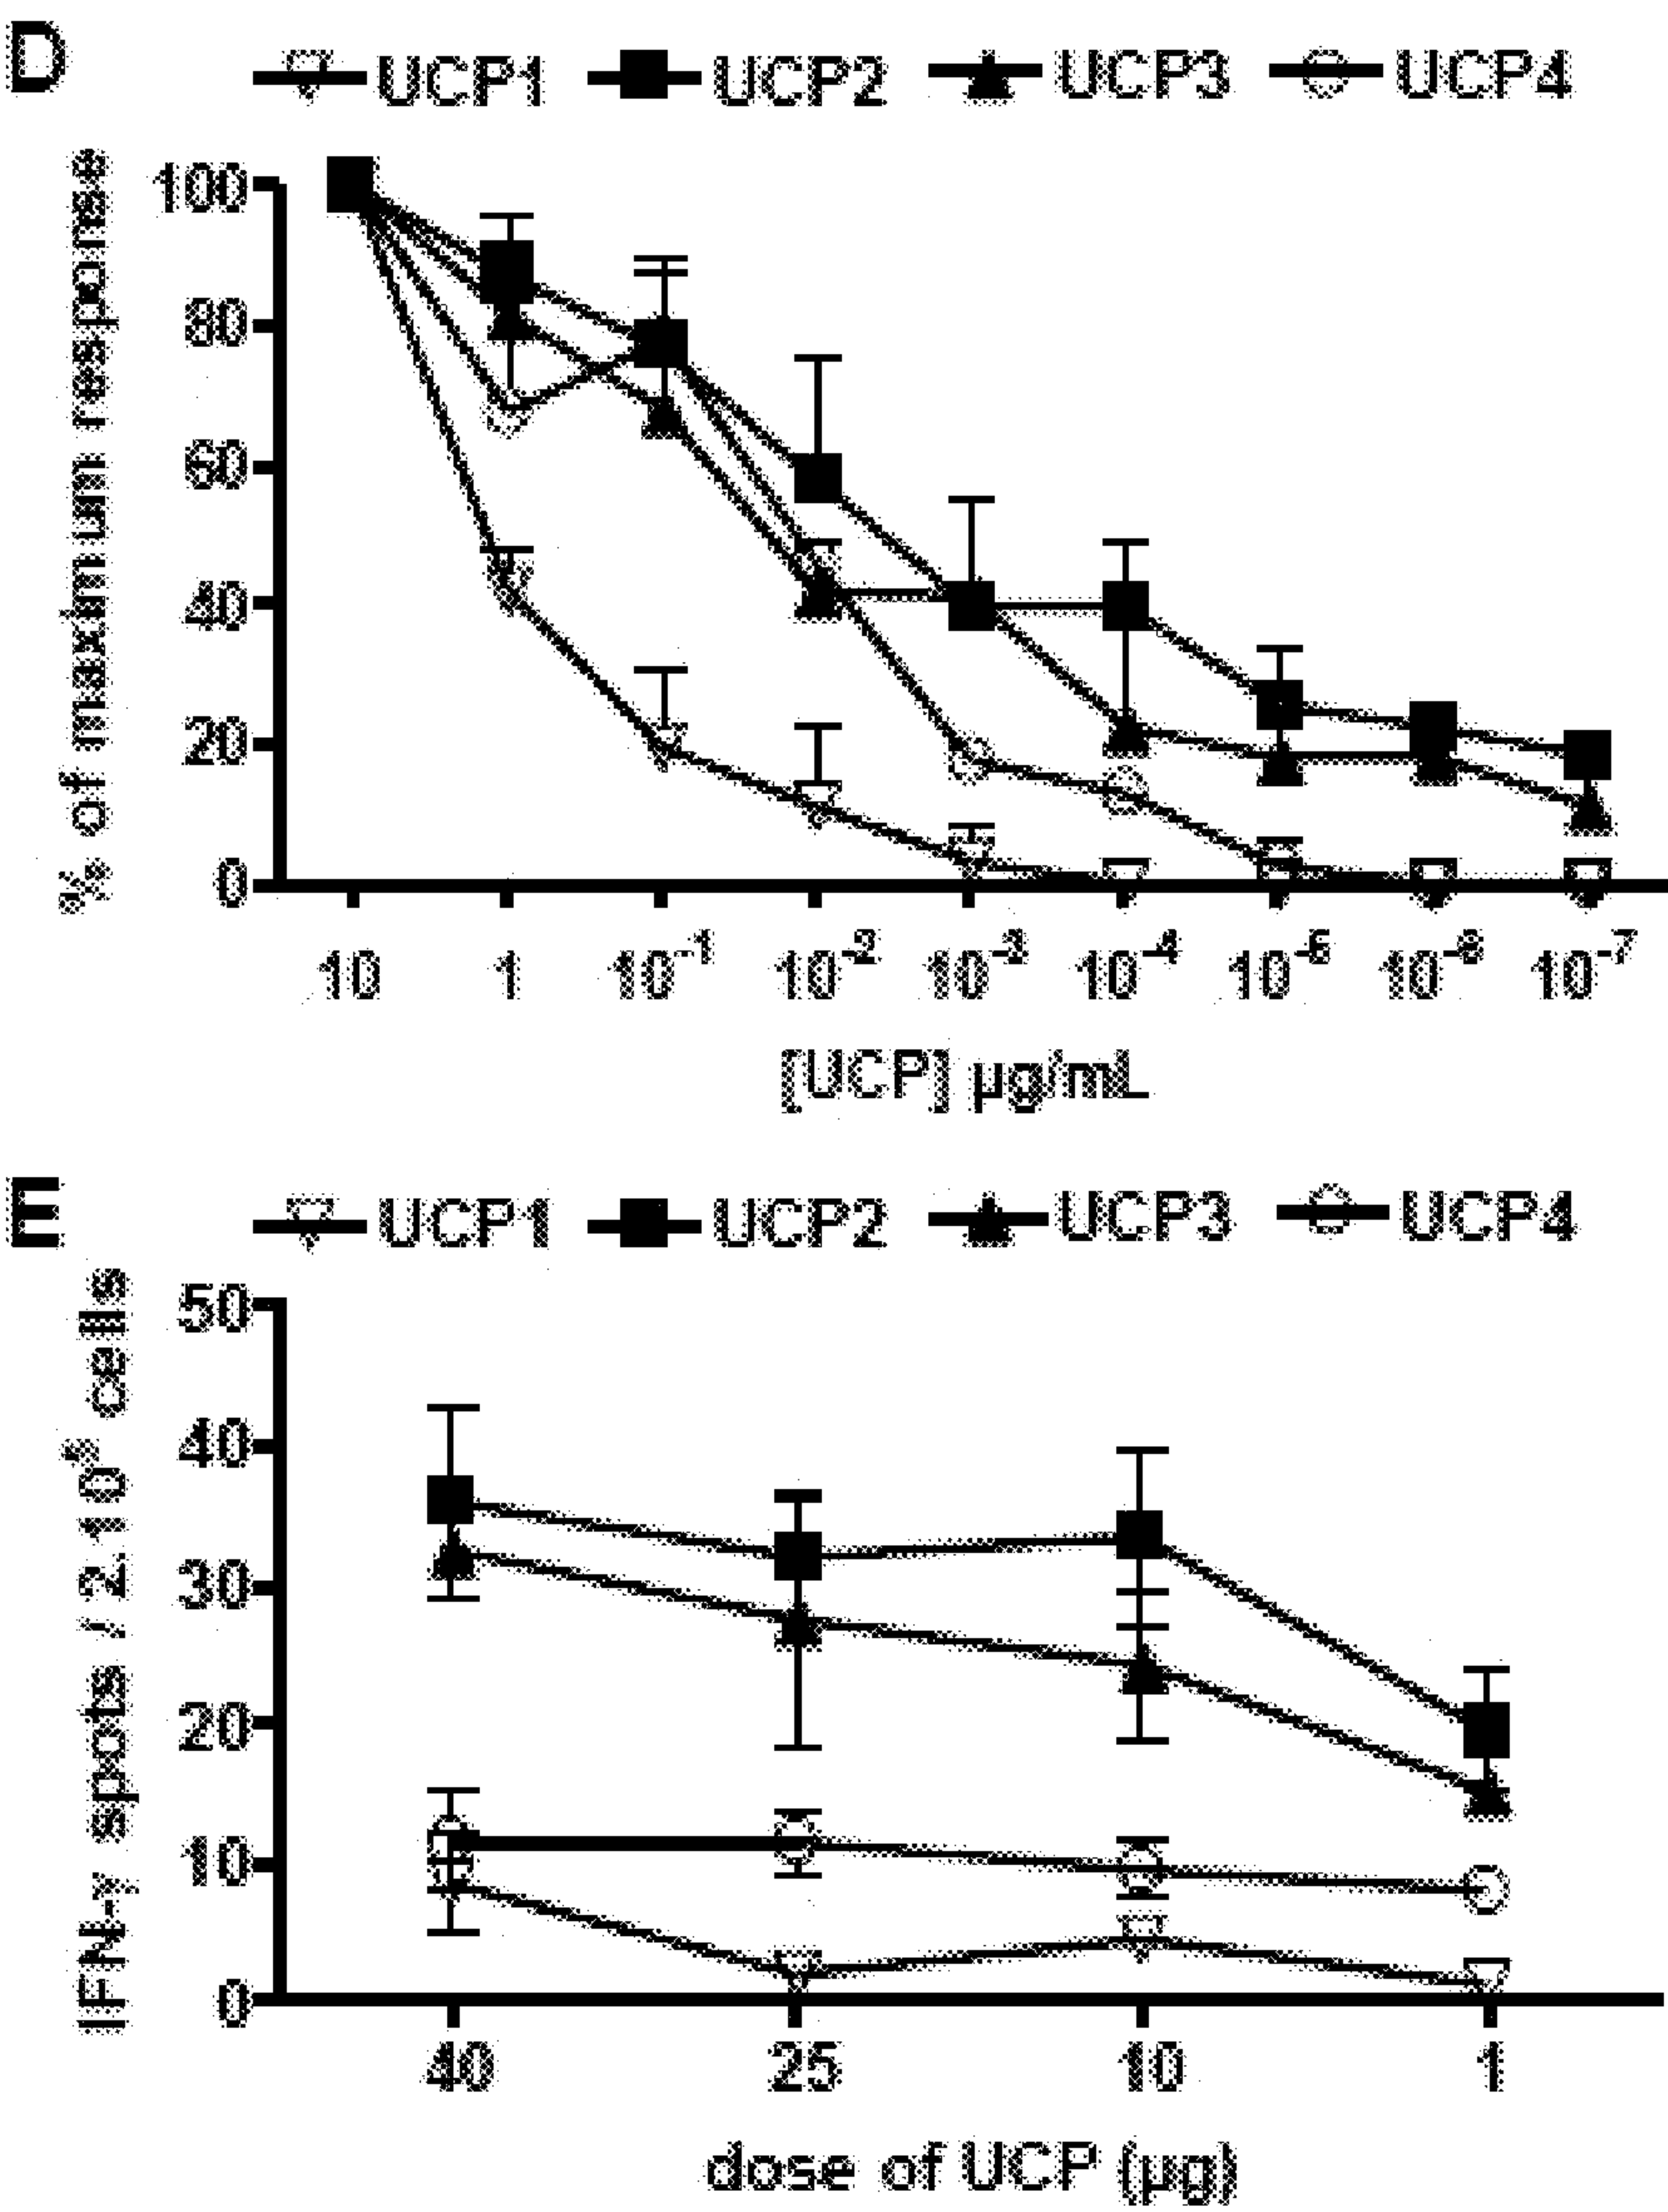 D
UCP1 UCP2 UCP3 UCP4
% of maximum response
100
80
60
40
20
0
10 1 10-1 10-2 10-3 10-4 10-5 10-6 10-7
[UCP] µg/mL
E
UCP1 UCP2 UCP3 UCP4
IFN-γ spots / 2.10⁵ cells
50
40
30
20
10
0
40 25 10 1
dose of UCP (µg)